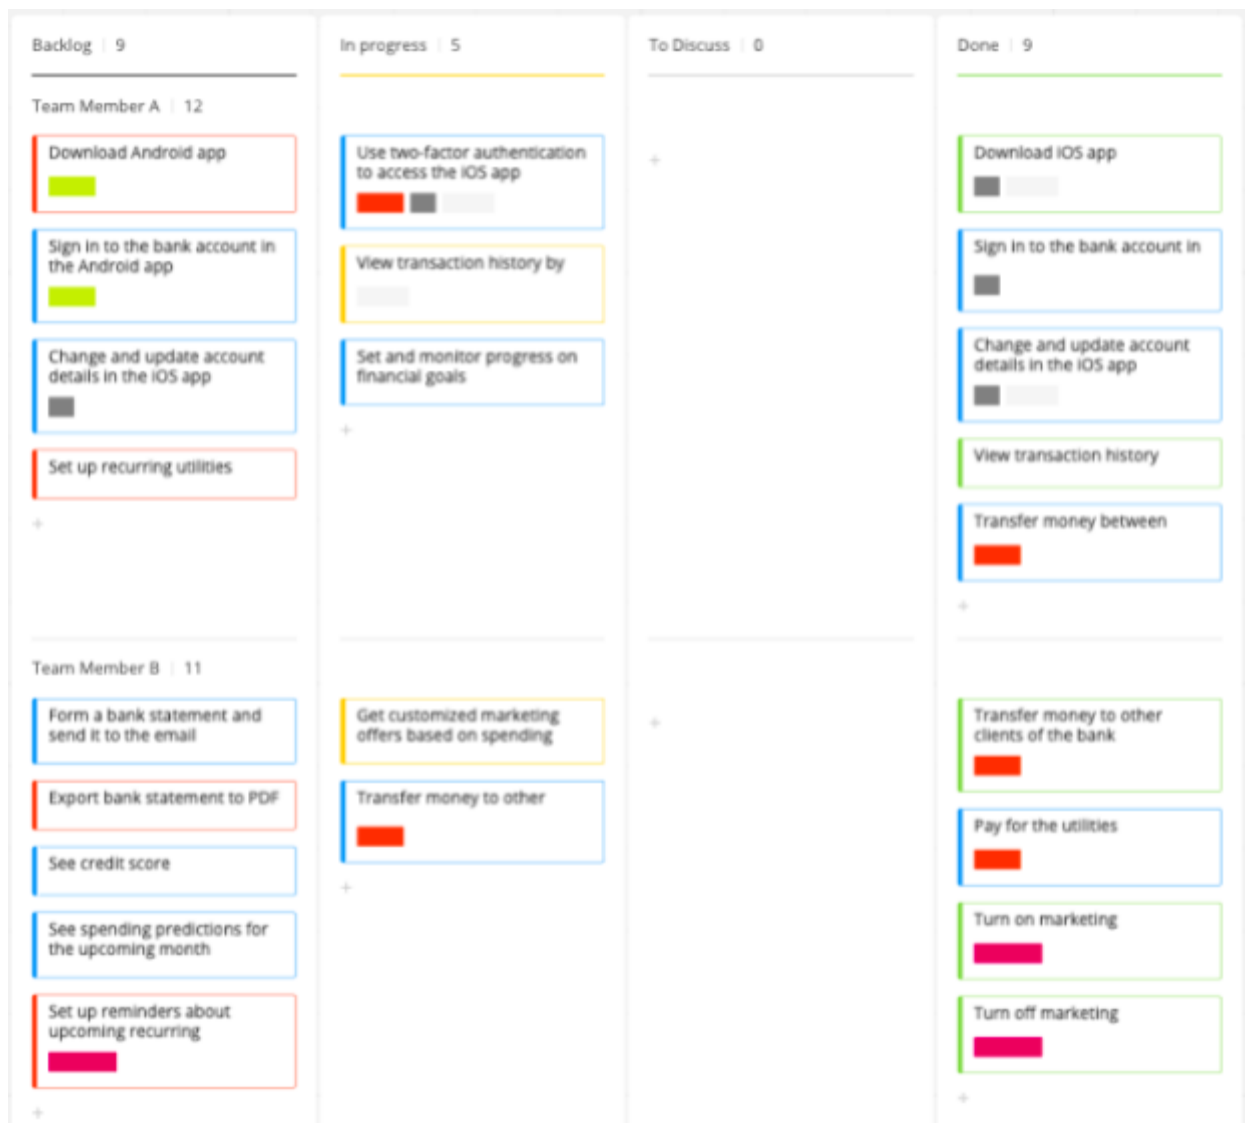 Backlog | 9
In progress | 5
To Discuss | 0
Done | 9
Team Member A | 12
Download Android app
Sign in to the bank account in
the Android app
Change and update account
details in the iOS app
Set up recurring utilities
+
Use two-factor authentication
to access the iOS app
View transaction history by
Set and monitor progress on
financial goals
+
+
Download iOS app
Sign in to the bank account in
Change and update account
details in the iOS app
View transaction history
Transfer money between
+
Team Member B | 11
Form a bank statement and
send it to the email
Export bank statement to PDF
See credit score
See spending predictions for
the upcoming month
Set up reminders about
upcoming recurring
+
Get customized marketing
offers based on spending
Transfer money to other
+
+
Transfer money to other
clients of the bank
Pay for the utilities
Turn on marketing
Turn off marketing
+